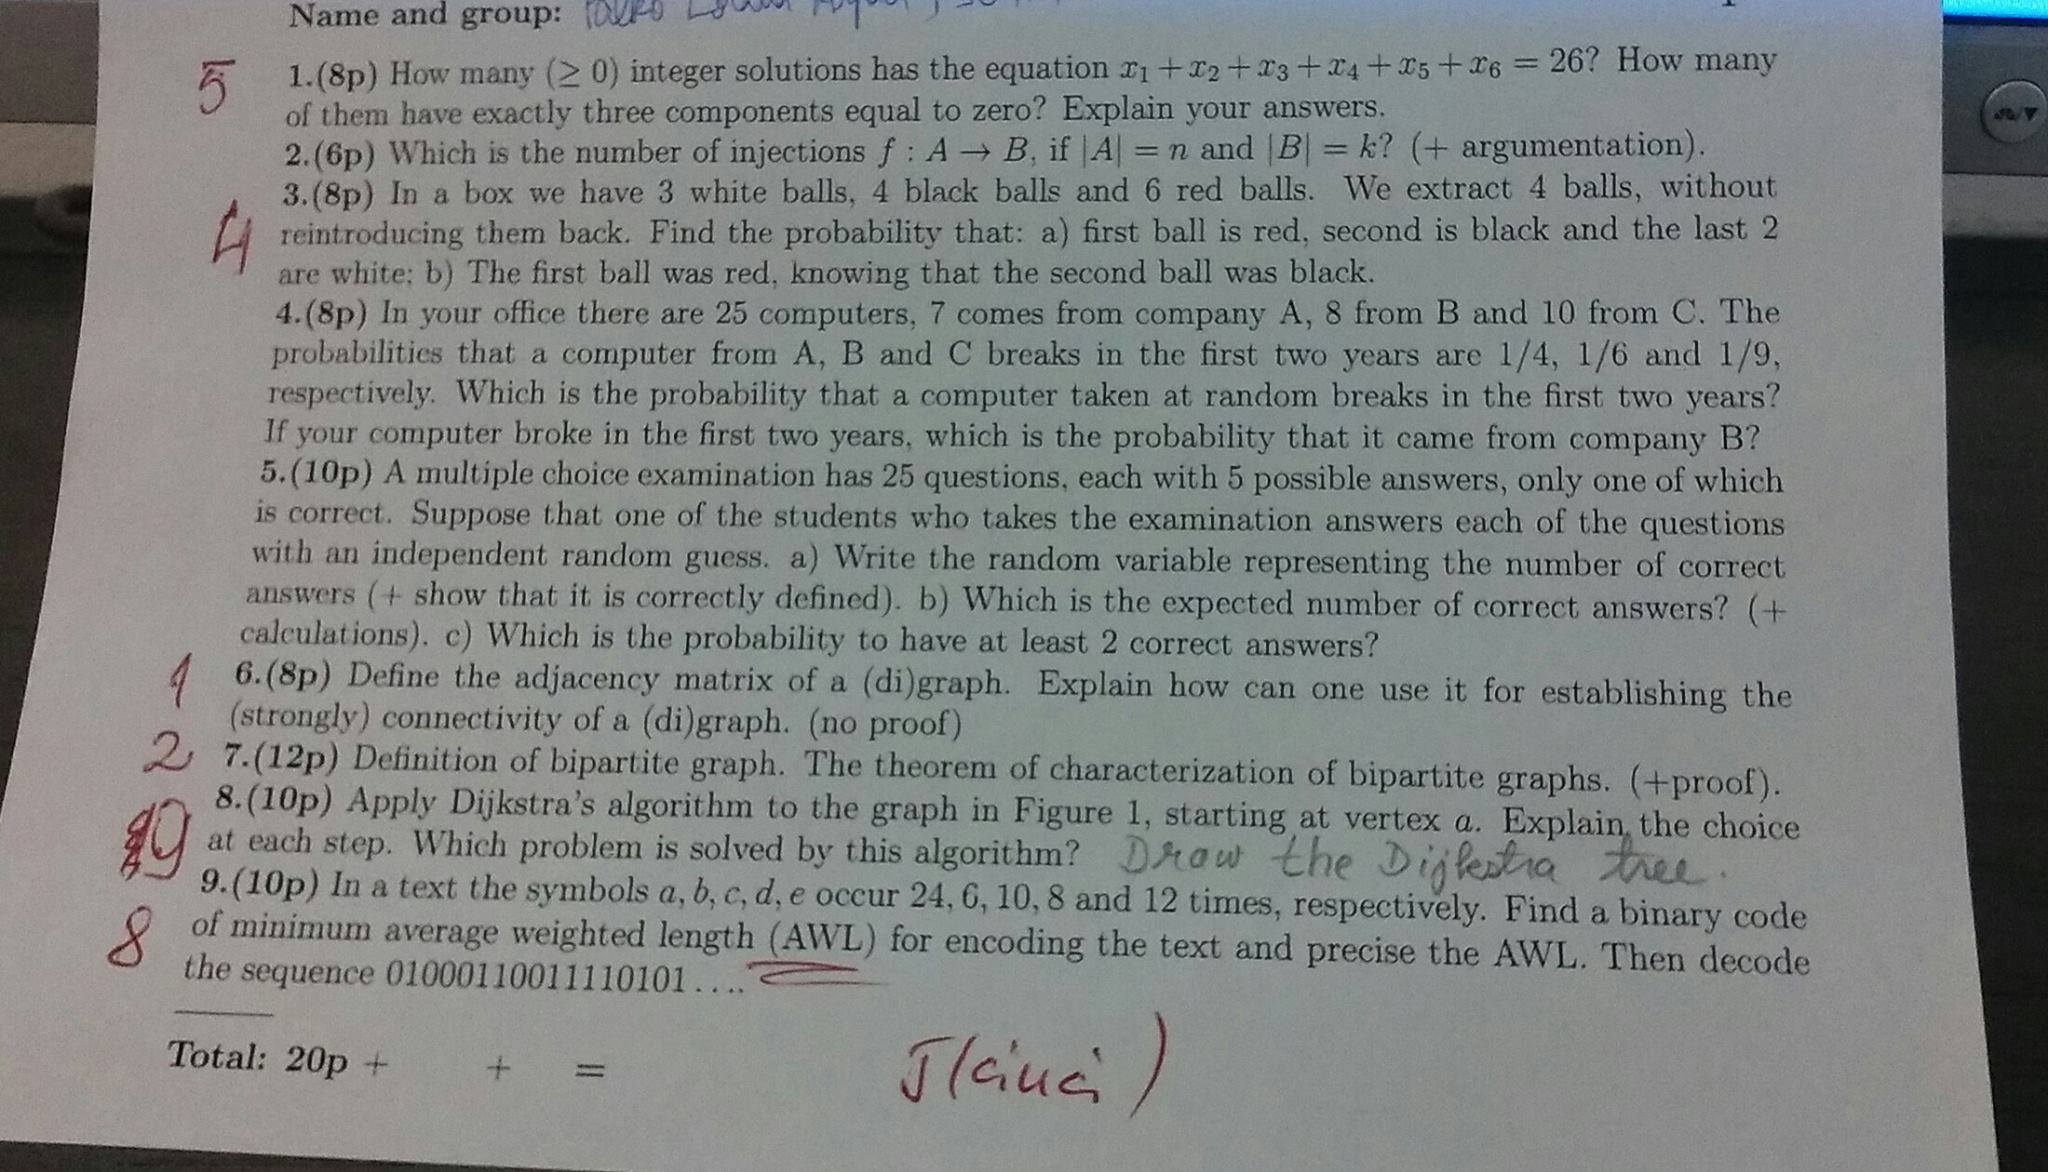 Name and group:
5
1.(8p) How many (≥ 0) integer solutions has the equation x₁ + x₂ + x₃ + x₄ + x₅ + x₆ = 26? How many
of them have exactly three components equal to zero? Explain your answers.
2.(6p) Which is the number of injections f : A → B, if |A| = n and |B| = k? (+ argumentation).
3.(8p) In a box we have 3 white balls, 4 black balls and 6 red balls. We extract 4 balls, without
4 reintroducing them back. Find the probability that: a) first ball is red, second is black and the last 2
are white; b) The first ball was red, knowing that the second ball was black.
4.(8p) In your office there are 25 computers, 7 comes from company A, 8 from B and 10 from C. The
probabilities that a computer from A, B and C breaks in the first two years are 1/4, 1/6 and 1/9,
respectively. Which is the probability that a computer taken at random breaks in the first two years?
If your computer broke in the first two years, which is the probability that it came from company B?
5.(10p) A multiple choice examination has 25 questions, each with 5 possible answers, only one of which
is correct. Suppose that one of the students who takes the examination answers each of the questions
with an independent random guess. a) Write the random variable representing the number of correct
answers (+ show that it is correctly defined). b) Which is the expected number of correct answers? (+
calculations). c) Which is the probability to have at least 2 correct answers?
1 6.(8p) Define the adjacency matrix of a (di)graph. Explain how can one use it for establishing the
(strongly) connectivity of a (di)graph. (no proof)
2 7.(12p) Definition of bipartite graph. The theorem of characterization of bipartite graphs. (+proof).
8.(10p) Apply Dijkstra's algorithm to the graph in Figure 1, starting at vertex a. Explain the choice
at each step. Which problem is solved by this algorithm? Draw the Dijkstra tree.
9.(10p) In a text the symbols a, b, c, d, e occur 24, 6, 10, 8 and 12 times, respectively. Find a binary code
8 of minimum average weighted length (AWL) for encoding the text and precise the AWL. Then decode
the sequence 01000110011110101....
Total: 20p + + =